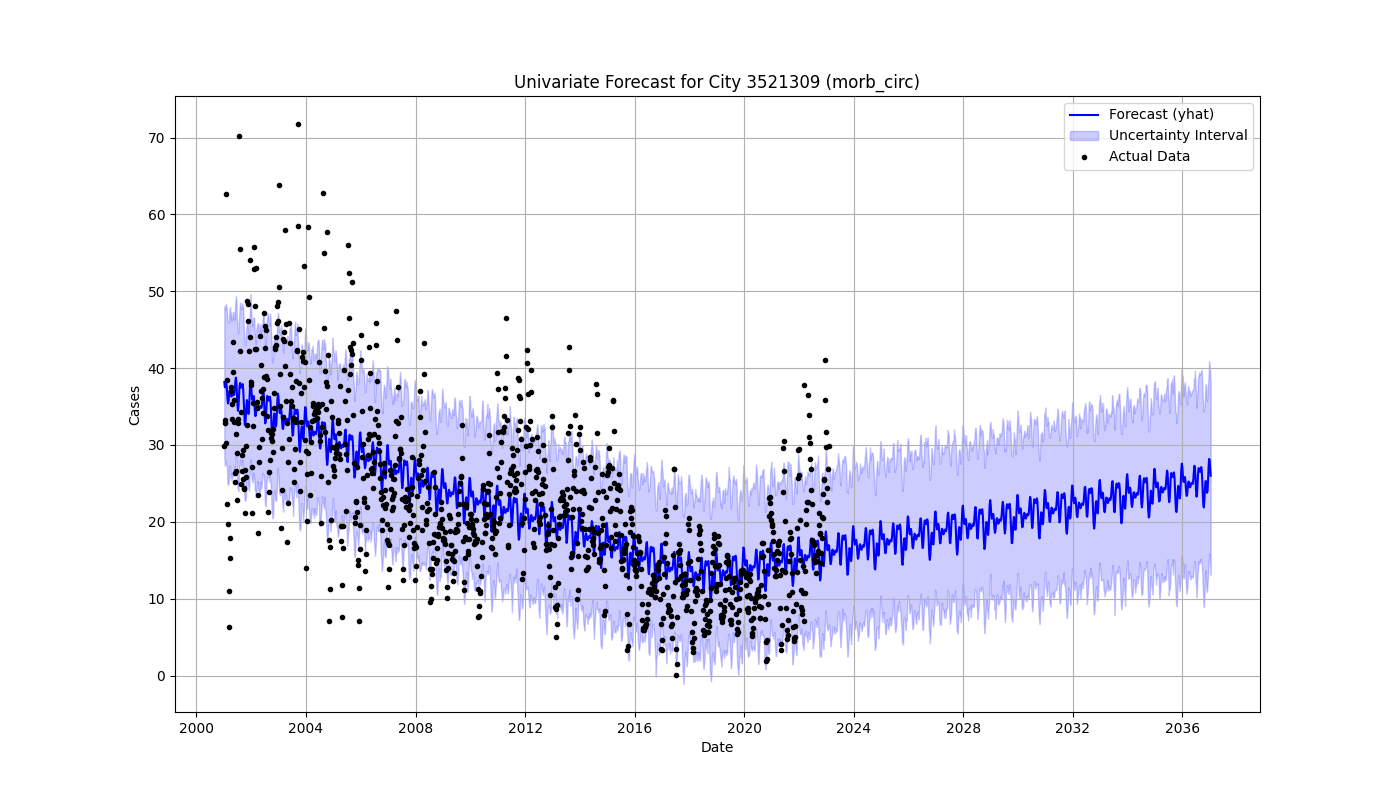 Univariate Forecast for City 3521309 (morb_circ)
Forecast (yhat)
Uncertainty Interval
Actual Data
Cases
70
60
50
40
30
20
10
0
2000 2004 2008 2012 2016 2020 2024 2028 2032 2036
Date